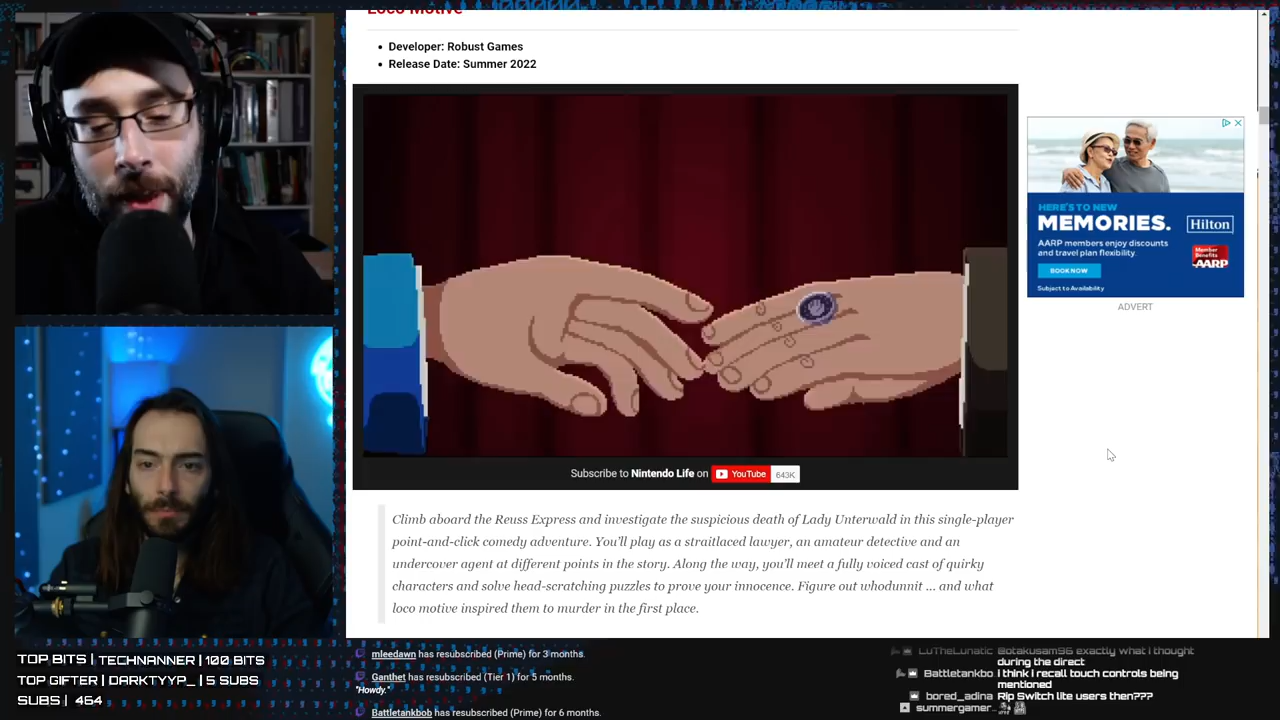 Loco Motive
Developer: Robust Games
Release Date: Summer 2022
HERE'S TO NEW
MEMORIES.
Hilton
AARP members enjoy discounts
and travel plan flexibility.
Member Benefits
AARP
BOOK NOW
Subject to Availability
ADVERT
Subscribe to Nintendo Life on YouTube 643K
Climb aboard the Reuss Express and investigate the suspicious death of Lady Unterwald in this single-player
point-and-click comedy adventure. You'll play as a straitlaced lawyer, an amateur detective and an
undercover agent at different points in the story. Along the way, you'll meet a fully voiced cast of quirky
characters and solve head-scratching puzzles to prove your innocence. Figure out whodunnit ... and what
loco motive inspired them to murder in the first place.
TOP BITS | TECHNANNER | 100 BITS
TOP GIFTER | DARKTYYP_ | 5 SUBS
SUBS | 464
mleedawn has resubscribed (Prime) for 3 months.
Ganthet has resubscribed (Tier 1) for 5 months.
"Howdy."
Battletankbob has resubscribed (Prime) for 6 months.
LuTheLunatic @otakusam96 exactly what i thought
during the direct
Battletankbo I think I recall touch controls being
mentioned
bored_adina Rip Switch lite users then???
summergamer...